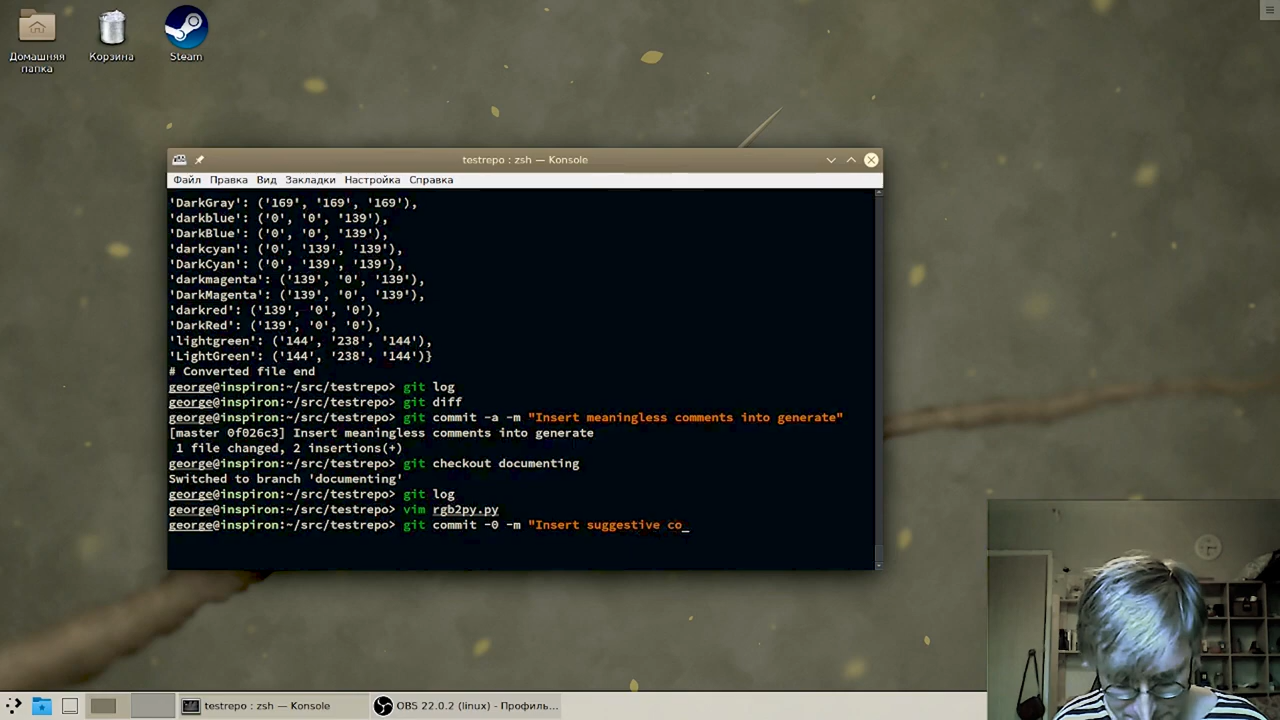 Домашняя папка
Корзина
Steam
testrepo : zsh — Konsole
Файл Правка Вид Закладки Настройка Справка
'DarkGray': ('169', '169', '169'),
'darkblue': ('0', '0', '139'),
'DarkBlue': ('0', '0', '139'),
'darkcyan': ('0', '139', '139'),
'DarkCyan': ('0', '139', '139'),
'darkmagenta': ('139', '0', '139'),
'DarkMagenta': ('139', '0', '139'),
'darkred': ('139', '0', '0'),
'DarkRed': ('139', '0', '0'),
'lightgreen': ('144', '238', '144'),
'LightGreen': ('144', '238', '144')}
# Converted file end
george@inspiron:~/src/testrepo> git log
george@inspiron:~/src/testrepo> git diff
george@inspiron:~/src/testrepo> git commit -a -m "Insert meaningless comments into generate"
[master 0f026c3] Insert meaningless comments into generate
1 file changed, 2 insertions(+)
george@inspiron:~/src/testrepo> git checkout documenting
Switched to branch 'documenting'
george@inspiron:~/src/testrepo> git log
george@inspiron:~/src/testrepo> vim rgb2py.py
george@inspiron:~/src/testrepo> git commit -0 -m "Insert suggestive co_
testrepo : zsh — Konsole
OBS 22.0.2 (linux) - Профиль...